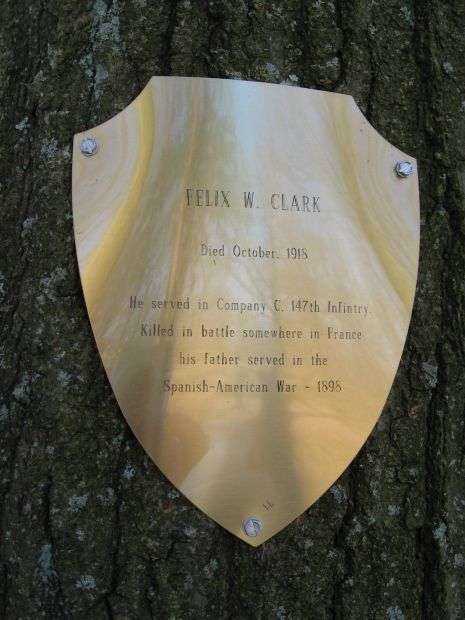 FELIX W. CLARK
Died October, 1918
He served in Company C, 147th Infintry.
Killed in battle somewhere in France
his father served in the
Spanish-American War - 1898